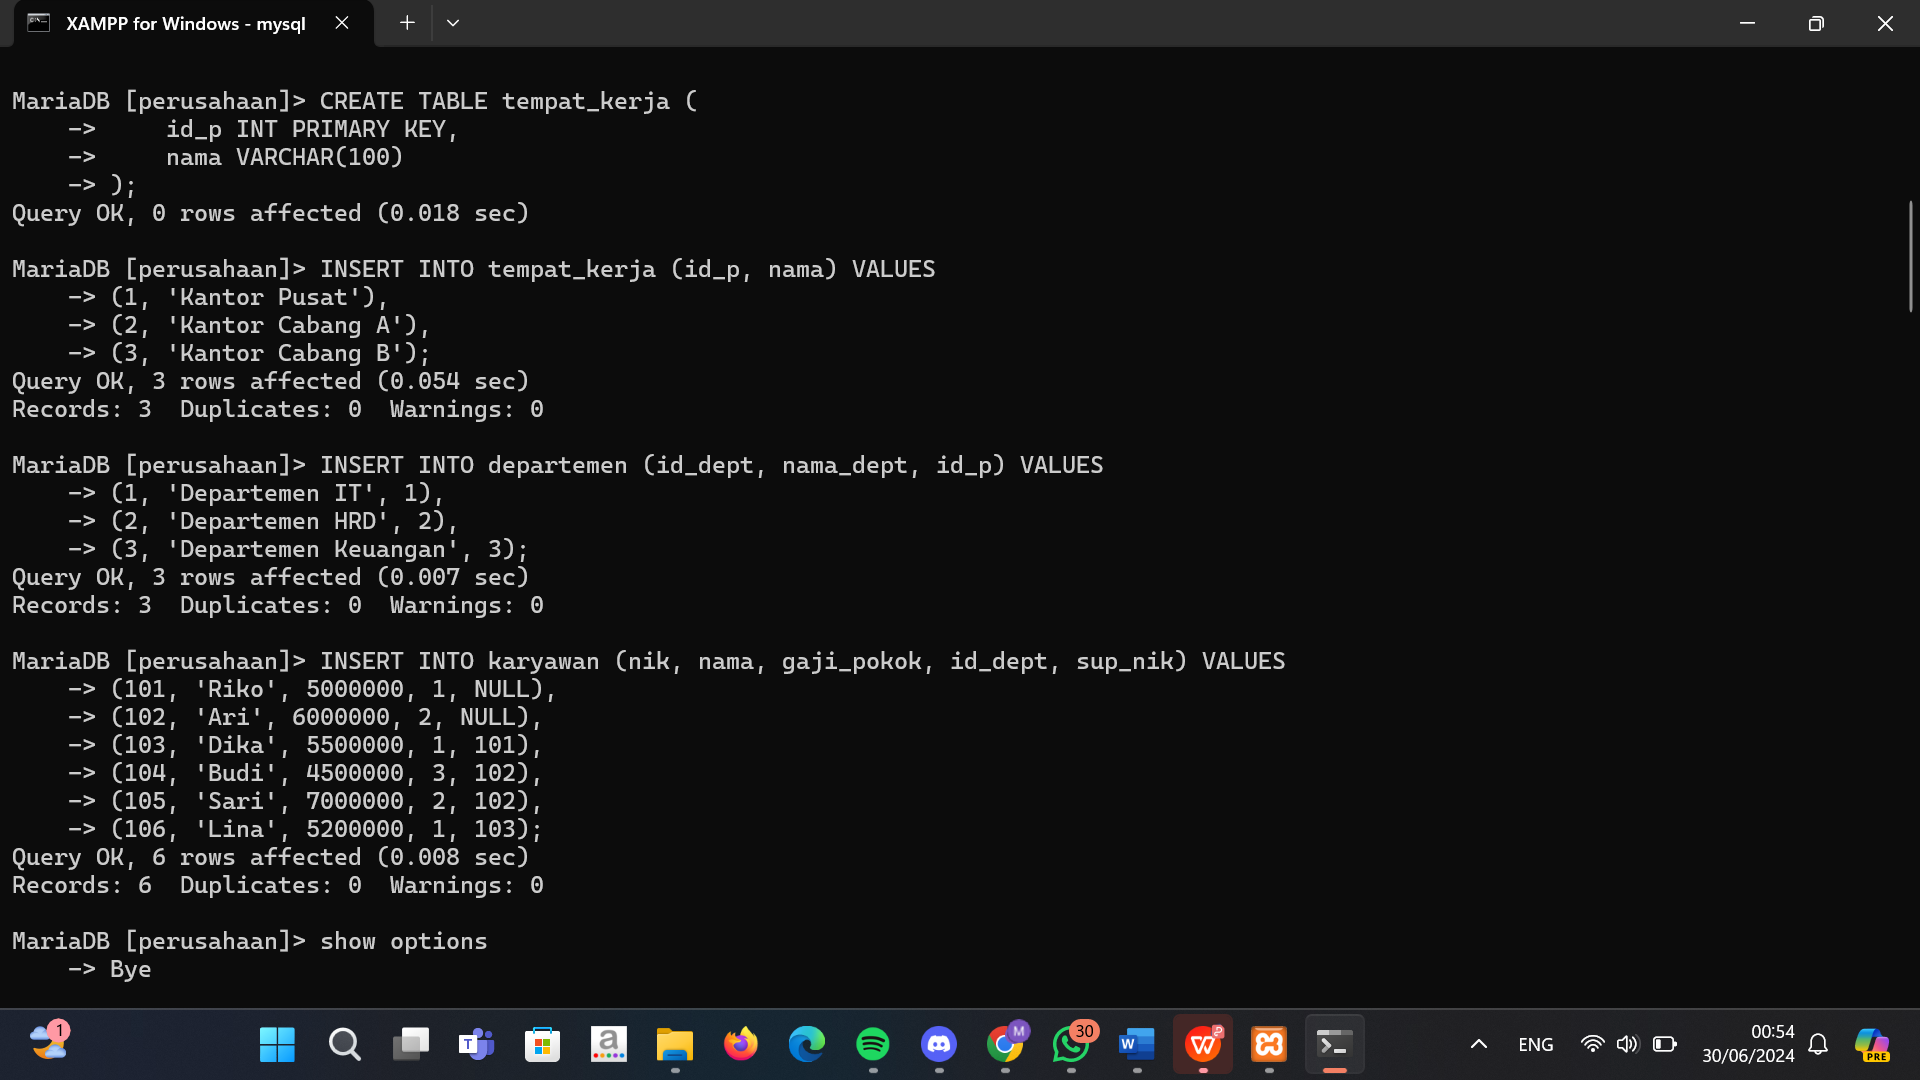 XAMPP for Windows - mysql
MariaDB [perusahaan]> CREATE TABLE tempat_kerja (
    ->     id_p INT PRIMARY KEY,
    ->     nama VARCHAR(100)
    -> );
Query OK, 0 rows affected (0.018 sec)
MariaDB [perusahaan]> INSERT INTO tempat_kerja (id_p, nama) VALUES
    -> (1, 'Kantor Pusat'),
    -> (2, 'Kantor Cabang A'),
    -> (3, 'Kantor Cabang B');
Query OK, 3 rows affected (0.054 sec)
Records: 3  Duplicates: 0  Warnings: 0
MariaDB [perusahaan]> INSERT INTO departemen (id_dept, nama_dept, id_p) VALUES
    -> (1, 'Departemen IT', 1),
    -> (2, 'Departemen HRD', 2),
    -> (3, 'Departemen Keuangan', 3);
Query OK, 3 rows affected (0.007 sec)
Records: 3  Duplicates: 0  Warnings: 0
MariaDB [perusahaan]> INSERT INTO karyawan (nik, nama, gaji_pokok, id_dept, sup_nik) VALUES
    -> (101, 'Riko', 5000000, 1, NULL),
    -> (102, 'Ari', 6000000, 2, NULL),
    -> (103, 'Dika', 5500000, 1, 101),
    -> (104, 'Budi', 4500000, 3, 102),
    -> (105, 'Sari', 7000000, 2, 102),
    -> (106, 'Lina', 5200000, 1, 103);
Query OK, 6 rows affected (0.008 sec)
Records: 6  Duplicates: 0  Warnings: 0
MariaDB [perusahaan]> show options
    -> Bye
1
T
a
M
30
W
ENG
00:54
30/06/2024
PRE